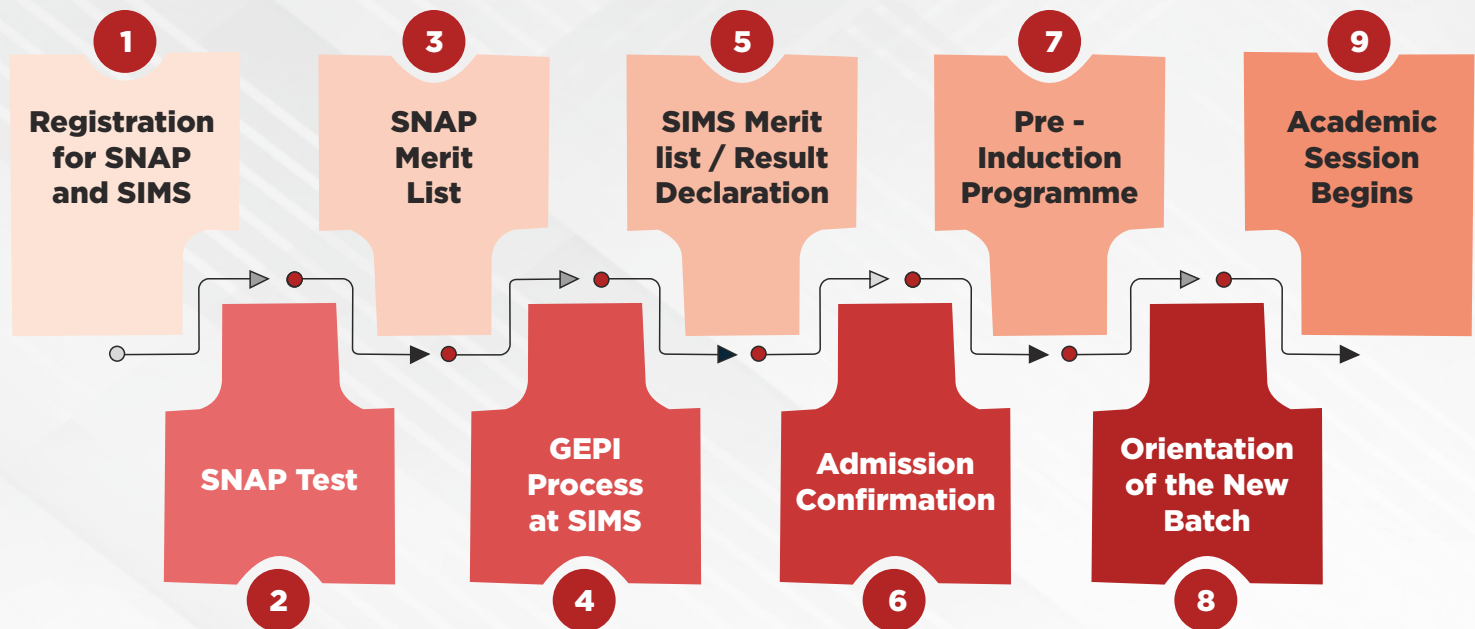 1
Registration
for SNAP
and SIMS
2
SNAP Test
3
SNAP
Merit
List
4
GEPI
Process
at SIMS
5
SIMS Merit
list / Result
Declaration
6
Admission
Confirmation
7
Pre -
Induction
Programme
8
Orientation
of the New
Batch
9
Academic
Session
Begins